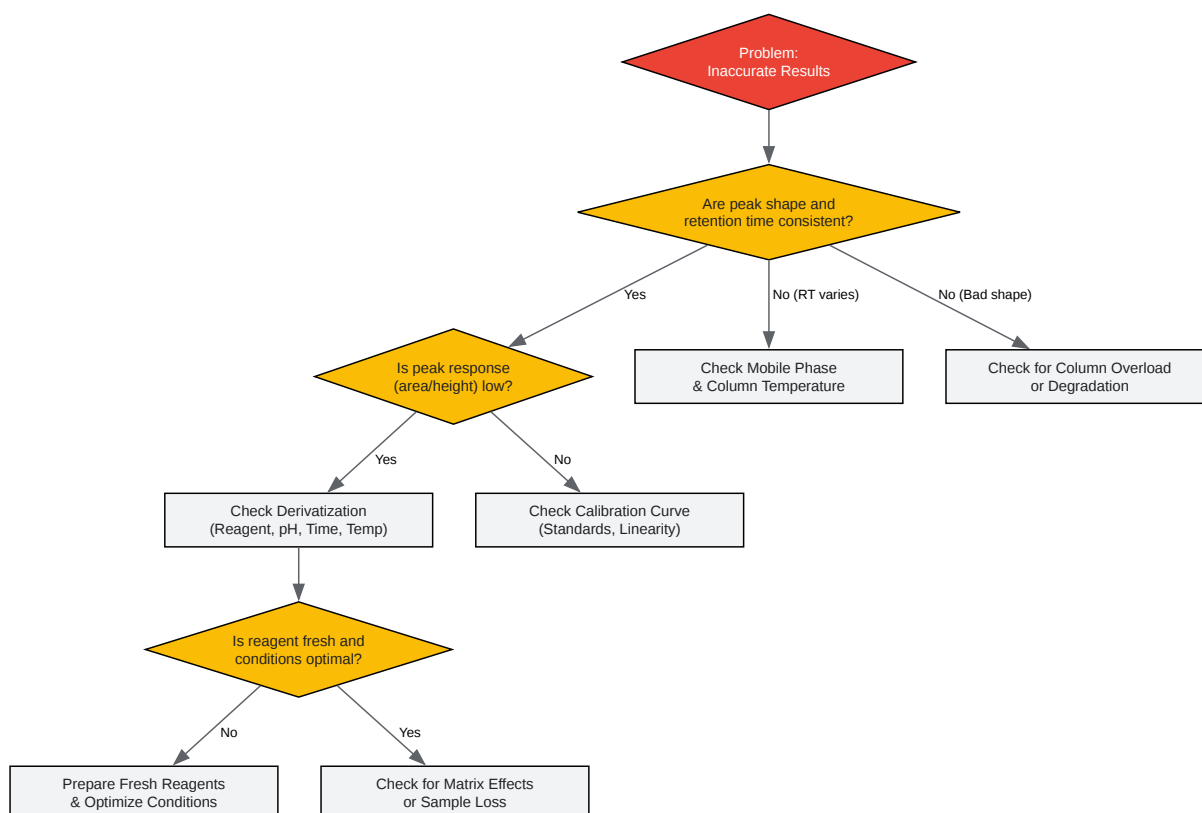 Problem:
Inaccurate Results
Are peak shape and
retention time consistent?
Yes
No (RT varies)
No (Bad shape)
Is peak response
(area/height) low?
Check Mobile Phase
& Column Temperature
Check for Column Overload
or Degradation
Yes
No
Check Derivatization
(Reagent, pH, Time, Temp)
Check Calibration Curve
(Standards, Linearity)
Is reagent fresh and
conditions optimal?
No
Yes
Prepare Fresh Reagents
& Optimize Conditions
Check for Matrix Effects
or Sample Loss